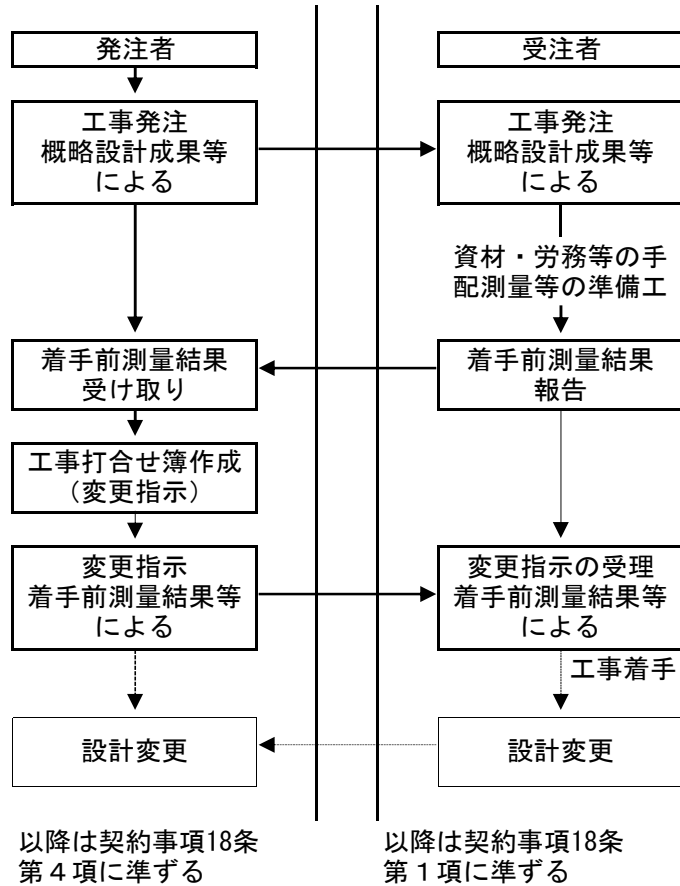 発注者
受注者
工事発注
概略設計成果等
による
工事発注
概略設計成果等
による
資材・労務等の手
配測量等の準備工
着手前測量結果
受け取り
着手前測量結果
報告
工事打合せ簿作成
（変更指示）
変更指示
着手前測量結果等
による
変更指示の受理
着手前測量結果等
による
工事着手
設計変更
設計変更
以降は契約事項18条
第４項に準ずる
以降は契約事項18条
第１項に準ずる